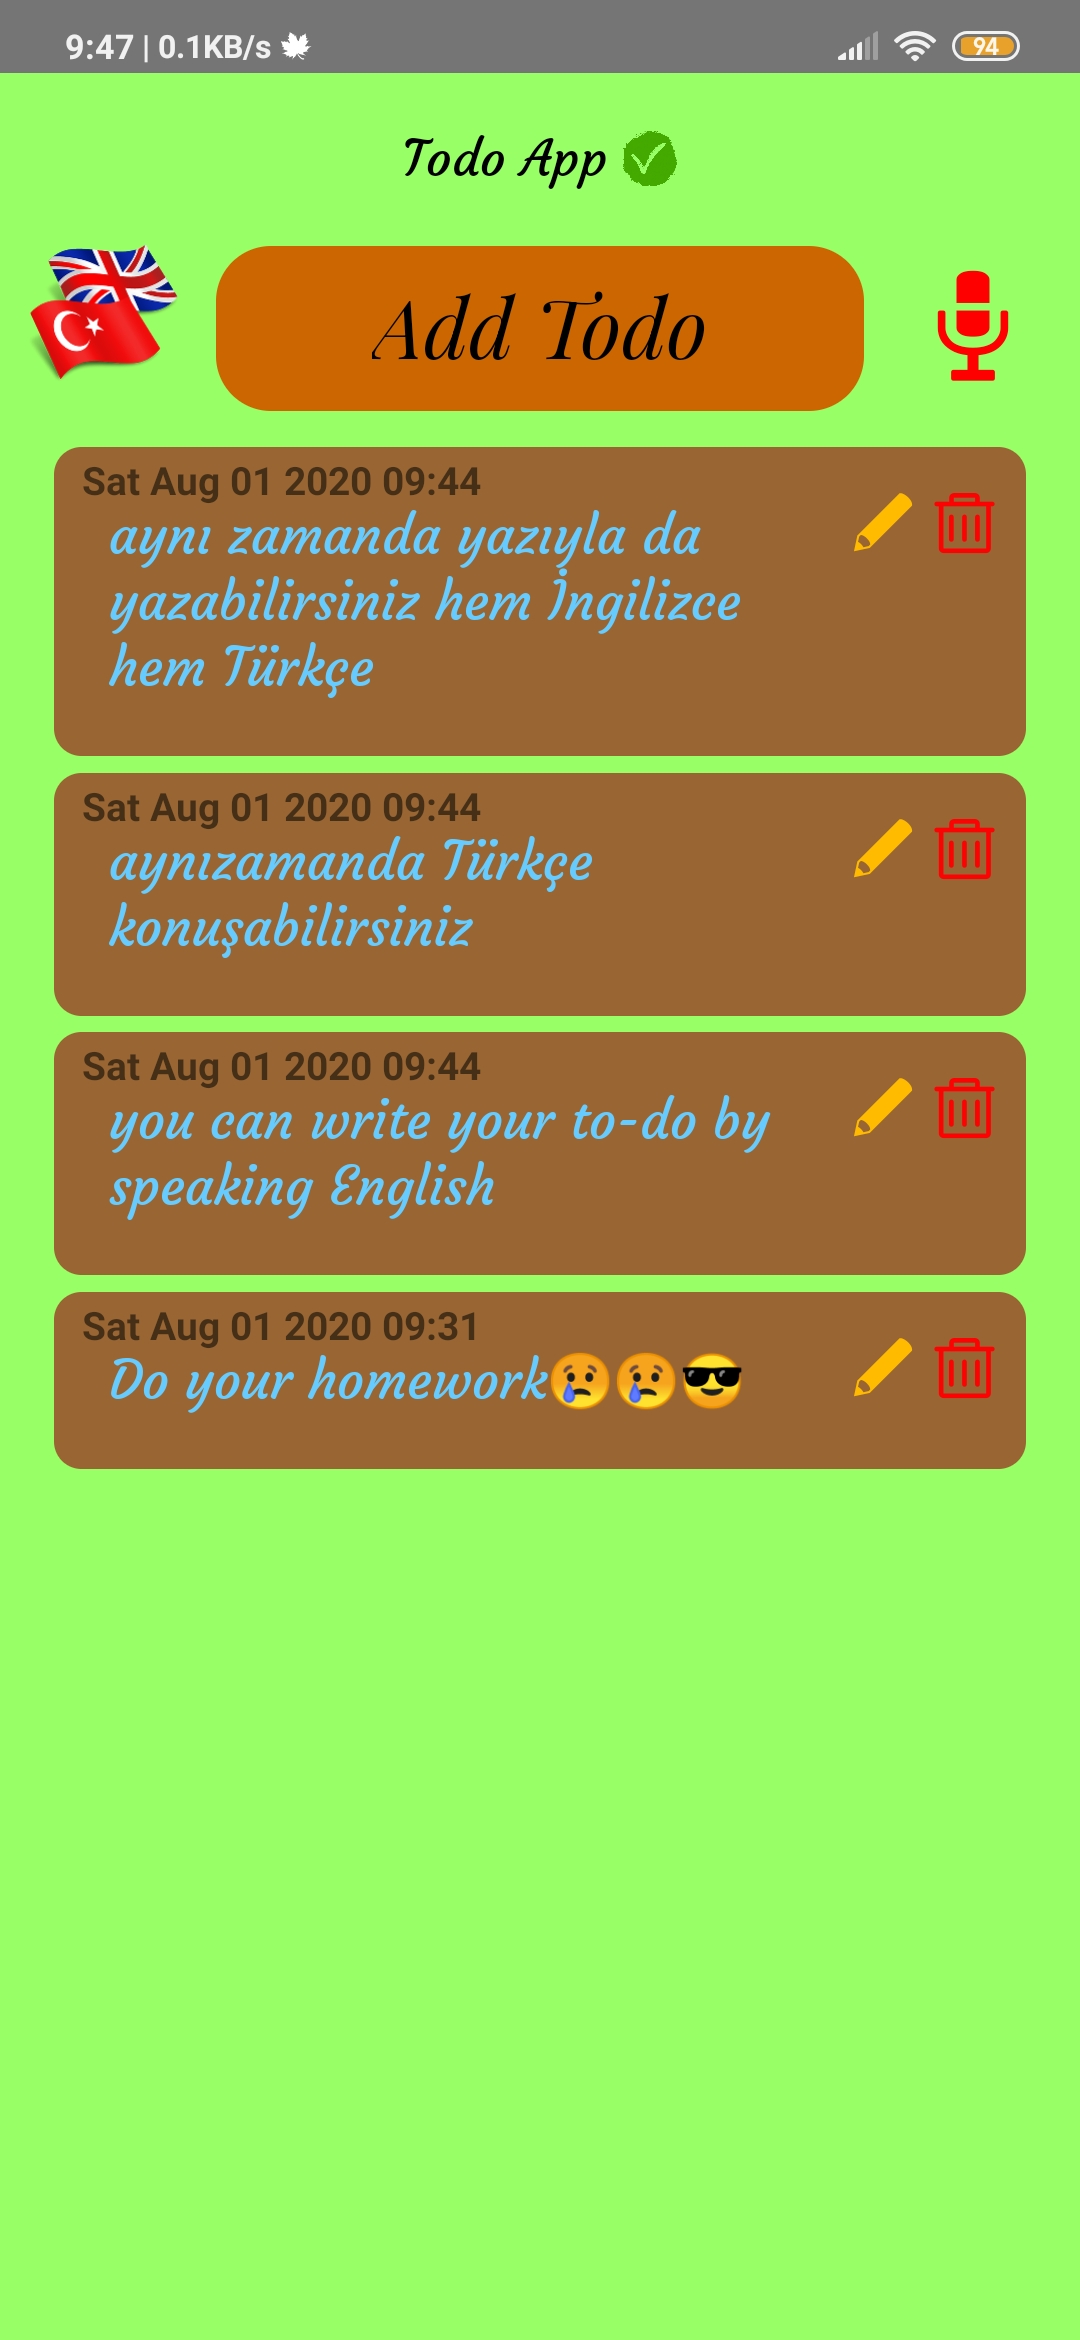 9:47 | 0.1KB/s
94
Todo App
Add Todo
Sat Aug 01 2020 09:44
aynı zamanda yazıyla da
yazabilirsiniz hem İngilizce
hem Türkçe
Sat Aug 01 2020 09:44
aynızamanda Türkçe
konuşabilirsiniz
Sat Aug 01 2020 09:44
you can write your to-do by
speaking English
Sat Aug 01 2020 09:31
Do your homework😢😢😎